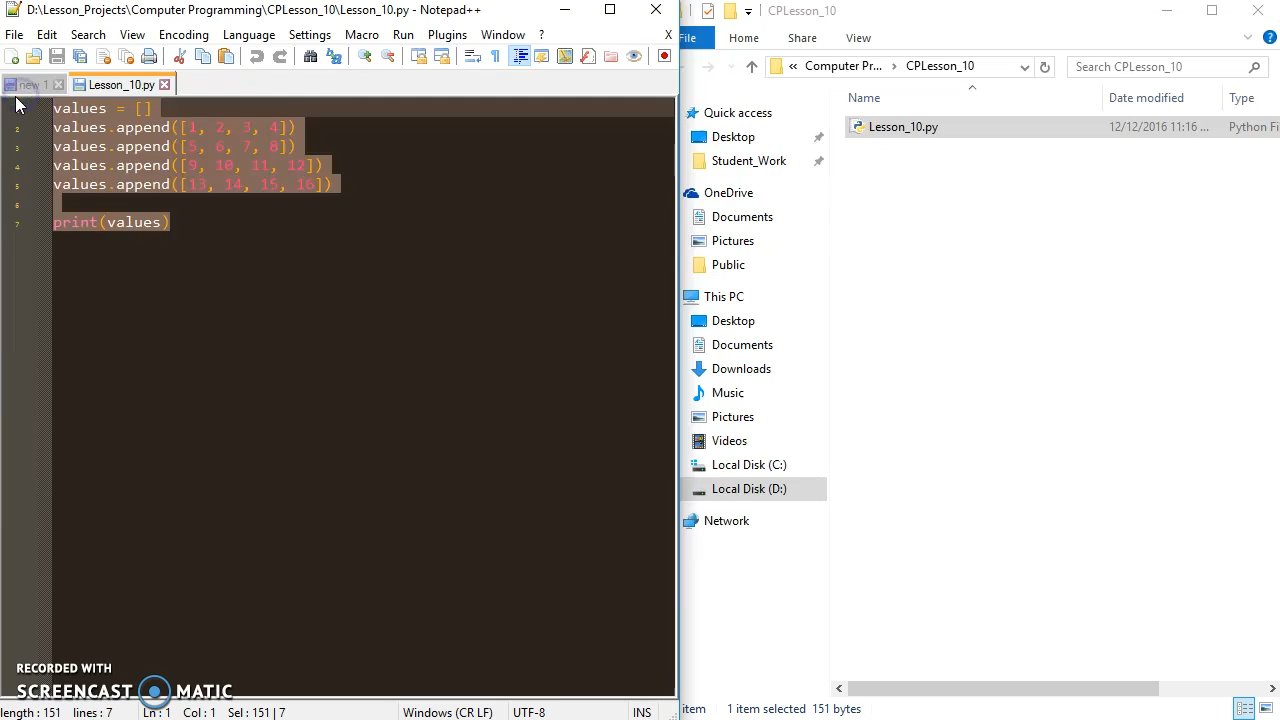 D:\Lesson_Projects\Computer Programming\CPLesson_10\Lesson_10.py - Notepad++
File Edit Search View Encoding Language Settings Macro Run Plugins Window ? X
new 1 Lesson_10.py
values = []
2 values.append([1, 2, 3, 4])
3 values.append([5, 6, 7, 8])
4 values.append([9, 10, 11, 12])
5 values.append([13, 14, 15, 16])
6
7 print(values)
RECORDED WITH
SCREENCAST MATIC
length : 151 lines : 7 Ln : 1 Col : 1 Sel : 151 | 7 Windows (CR LF) UTF-8 INS
CPLesson_10
File Home Share View
« Computer Pr... CPLesson_10 Search CPLesson_10
Quick access
Desktop
Student_Work
OneDrive
Documents
Pictures
Public
This PC
Desktop
Documents
Downloads
Music
Pictures
Videos
Local Disk (C:)
Local Disk (D:)
Network
Name Date modified Type
Lesson_10.py 12/12/2016 11:16 ... Python Fi
item 1 item selected 151 bytes